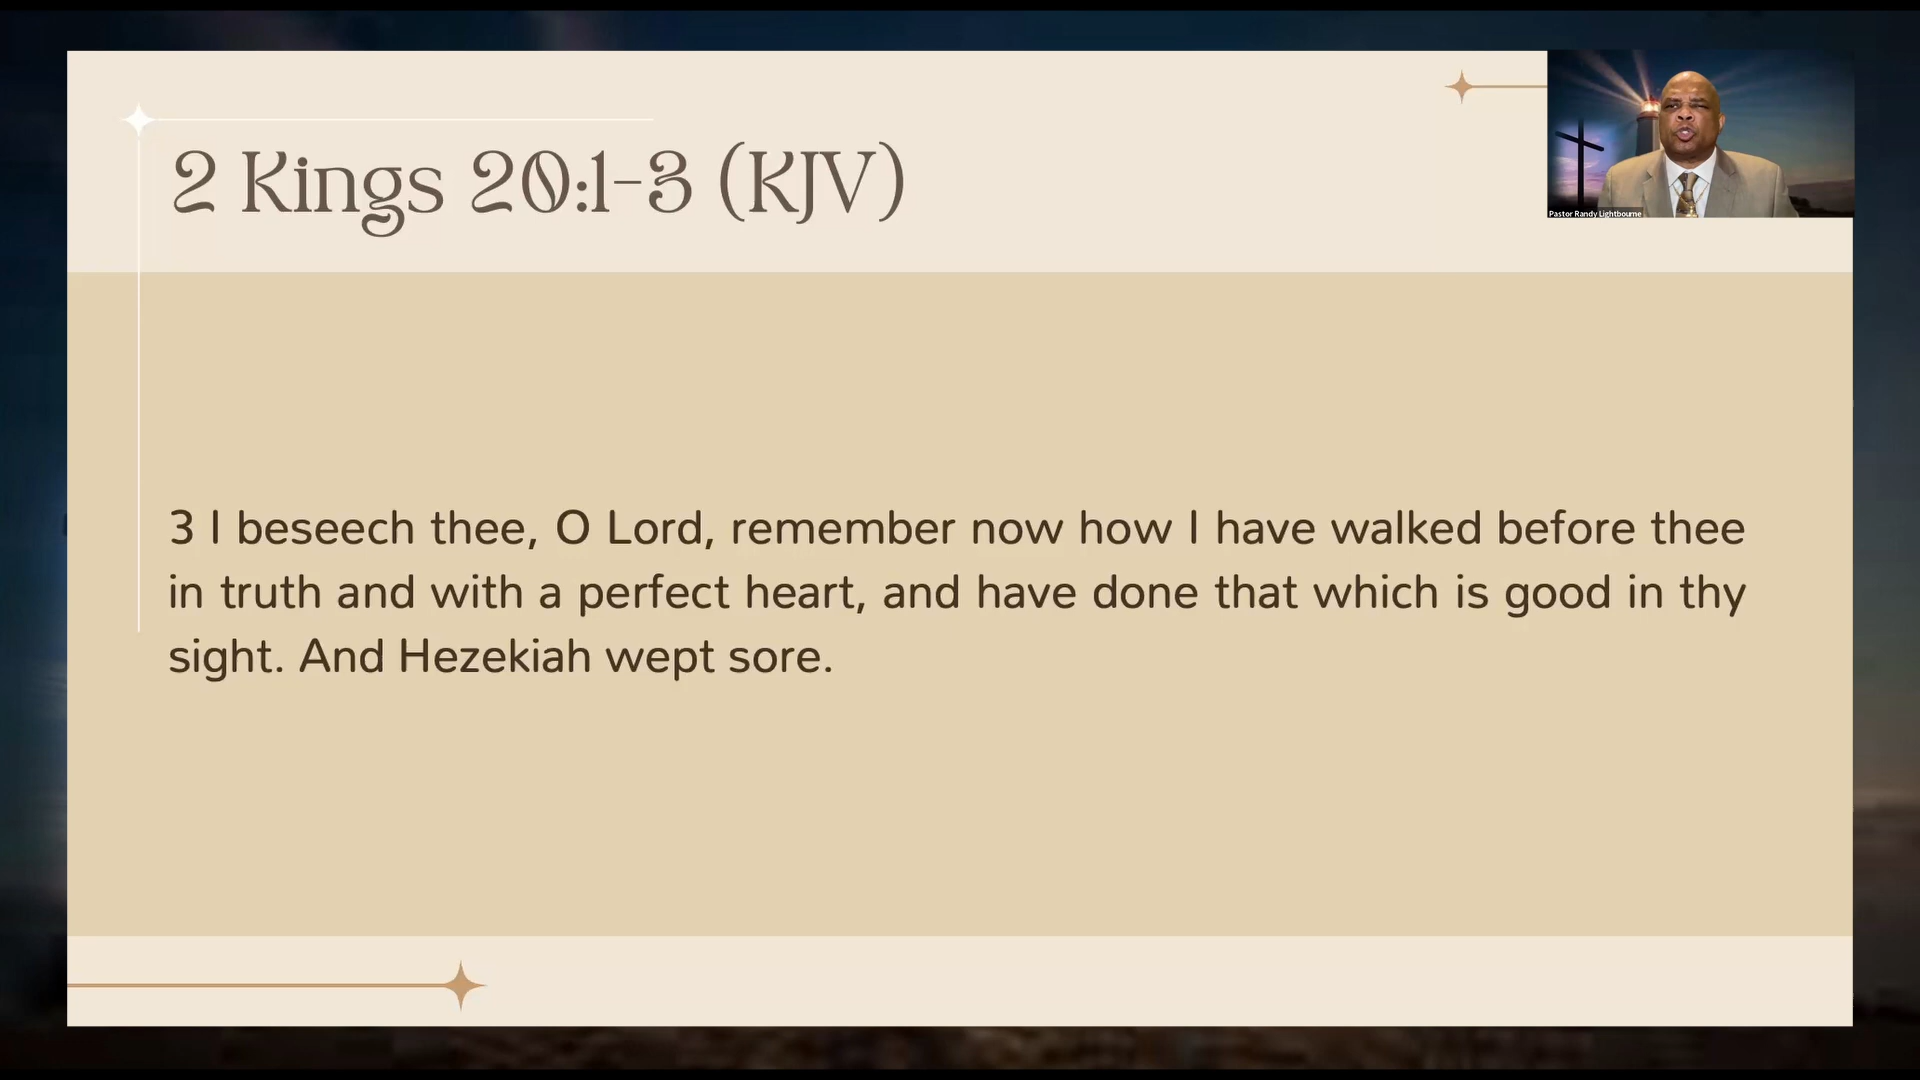 2 Kings 20:1-3 (KJV)
Pastor Randy Lightbourne
3 I beseech thee, O Lord, remember now how I have walked before thee
in truth and with a perfect heart, and have done that which is good in thy
sight. And Hezekiah wept sore.